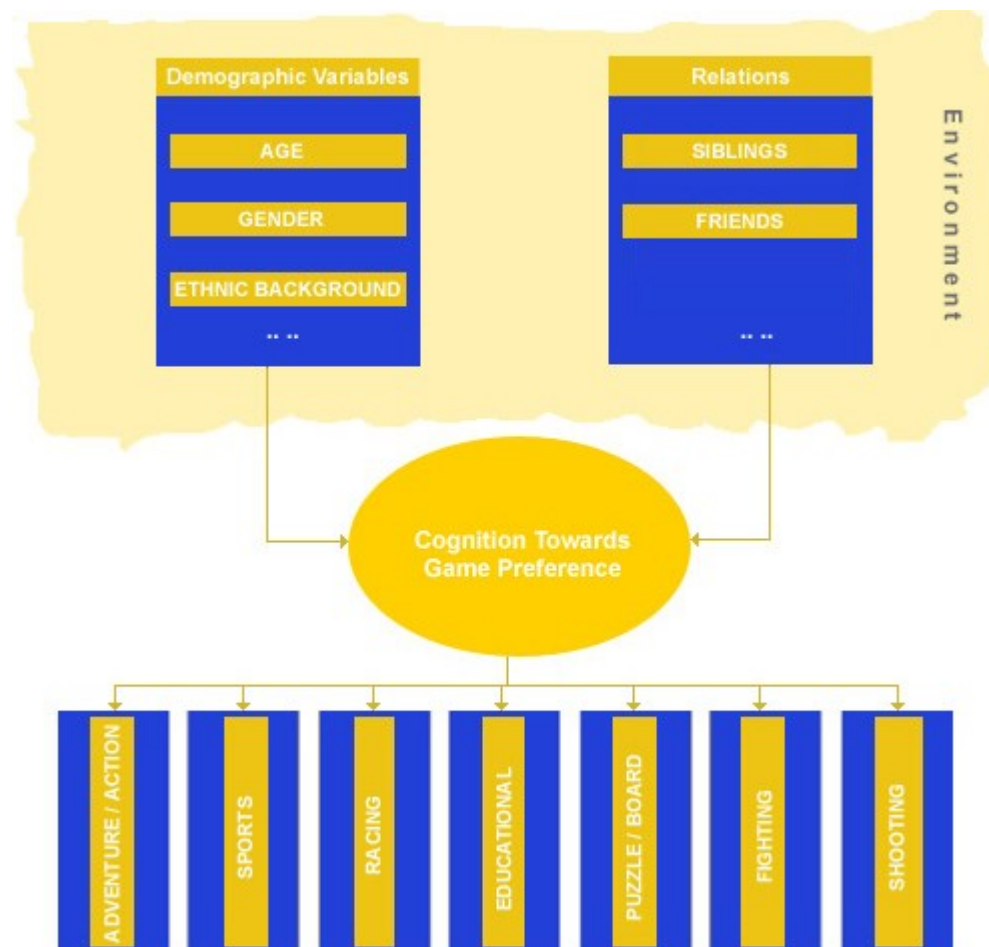 Demographic Variables
AGE
GENDER
ETHNIC BACKGROUND
.. ..
Relations
SIBLINGS
FRIENDS
.. ..
Environment
Cognition Towards
Game Preference
ADVENTURE / ACTION
SPORTS
RACING
EDUCATIONAL
PUZZLE / BOARD
FIGHTING
SHOOTING